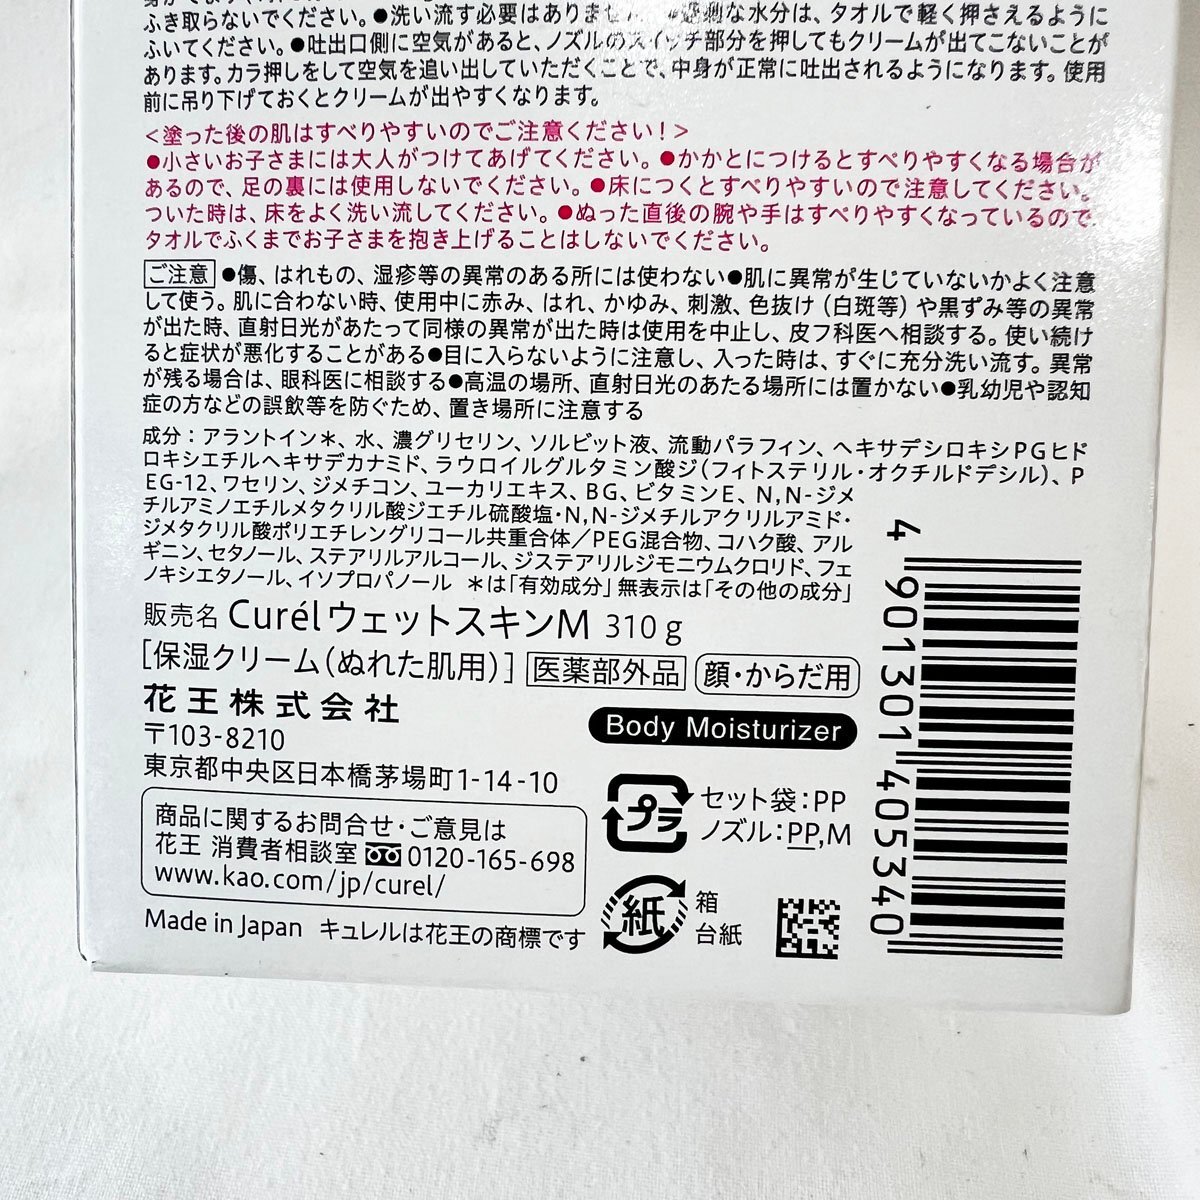 ふき取らないでください。●洗い流す必要はありません。※過剰な水分は、タオルで軽く押さえるように
ふいてください。●吐出口側に空気があると、ノズルのスイッチ部分を押してもクリームが出てこないことが
あります。カラ押しをして空気を追い出していただくことで、中身が正常に吐出されるようになります。使用
前に吊り下げておくとクリームが出やすくなります。
<塗った後の肌はすべりやすいのでご注意ください！>
●小さいお子さまには大人がつけてあげてください。●かかとにつけるとすべりやすくなる場合が
あるので、足の裏には使用しないでください。●床につくとすべりやすいので注意してください。
ついた時は、床をよく洗い流してください。●ぬった直後の腕や手はすべりやすくなっているので
タオルでふくまでお子さまを抱き上げることはしないでください。
ご注意 ●傷、はれもの、湿疹等の異常のある所には使わない●肌に異常が生じていないかよく注意
して使う。肌に合わない時、使用中に赤み、はれ、かゆみ、刺激、色抜け（白斑等）や黒ずみ等の異常
が出た時、直射日光があたって同様の異常が出た時は使用を中止し、皮フ科医へ相談する。使い続け
ると症状が悪化することがある●目に入らないように注意し、入った時は、すぐに充分洗い流す。異常
が残る場合は、眼科医に相談する●高温の場所、直射日光のあたる場所には置かない●乳幼児や認知
症の方などの誤飲等を防ぐため、置き場所に注意する
成分：アラントイン＊、水、濃グリセリン、ソルビット液、流動パラフィン、ヘキサデシロキシPGヒド
ロキシエチルヘキサデカナミド、ラウロイルグルタミン酸ジ（フィトステリル・オクチルドデシル）、P
EG-12、ワセリン、ジメチコン、ユーカリエキス、BG、ビタミンE、N,N-ジメ
チルアミノエチルメタクリル酸ジエチル硫酸塩・N,N-ジメチルアクリルアミド・
ジメタクリル酸ポリエチレングリコール共重合体／PEG混合物、コハク酸、アル
ギニン、セタノール、ステアリルアルコール、ジステアリルジモニウムクロリド、フェ
ノキシエタノール、イソプロパノール ＊は「有効成分」無表示は「その他の成分」
販売名 Curélウェットスキンm 310g
[保湿クリーム（ぬれた肌用）] 医薬部外品 顔・からだ用
花王株式会社
〒103-8210
東京都中央区日本橋茅場町1-14-10
Body Moisturizer
商品に関するお問合せ・ご意見は
花王 消費者相談室 0120-165-698
www.kao.com/jp/curel/
Made in Japan キュレルは花王の商標です
プラ セット袋：PP
ノズル：PP,M
紙 箱
台紙
4 901301 405340